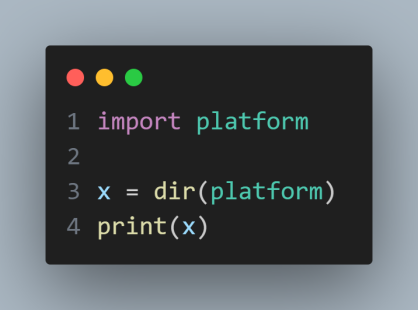 1 import platform
2
3 x = dir(platform)
4 print(x)